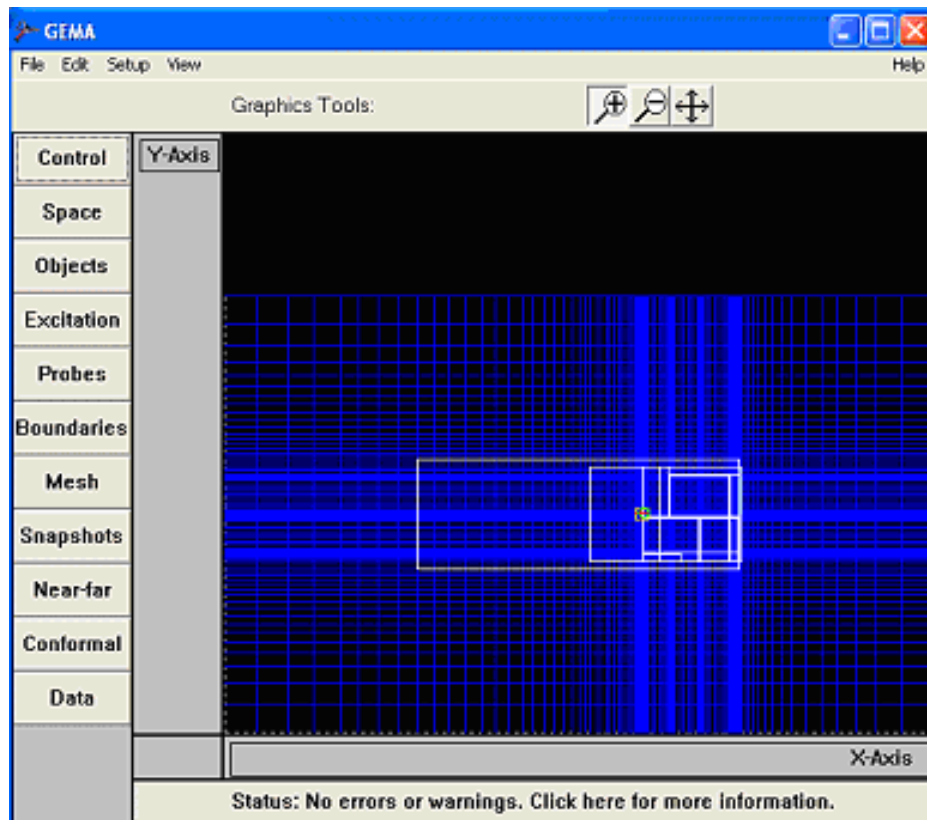 GEMA
File Edit Setup View Help
Graphics Tools:
Control
Y-Axis
Space
Objects
Excitation
Probes
Boundaries
Mesh
Snapshots
Near-far
Conformal
Data
X-Axis
Status: No errors or warnings. Click here for more information.